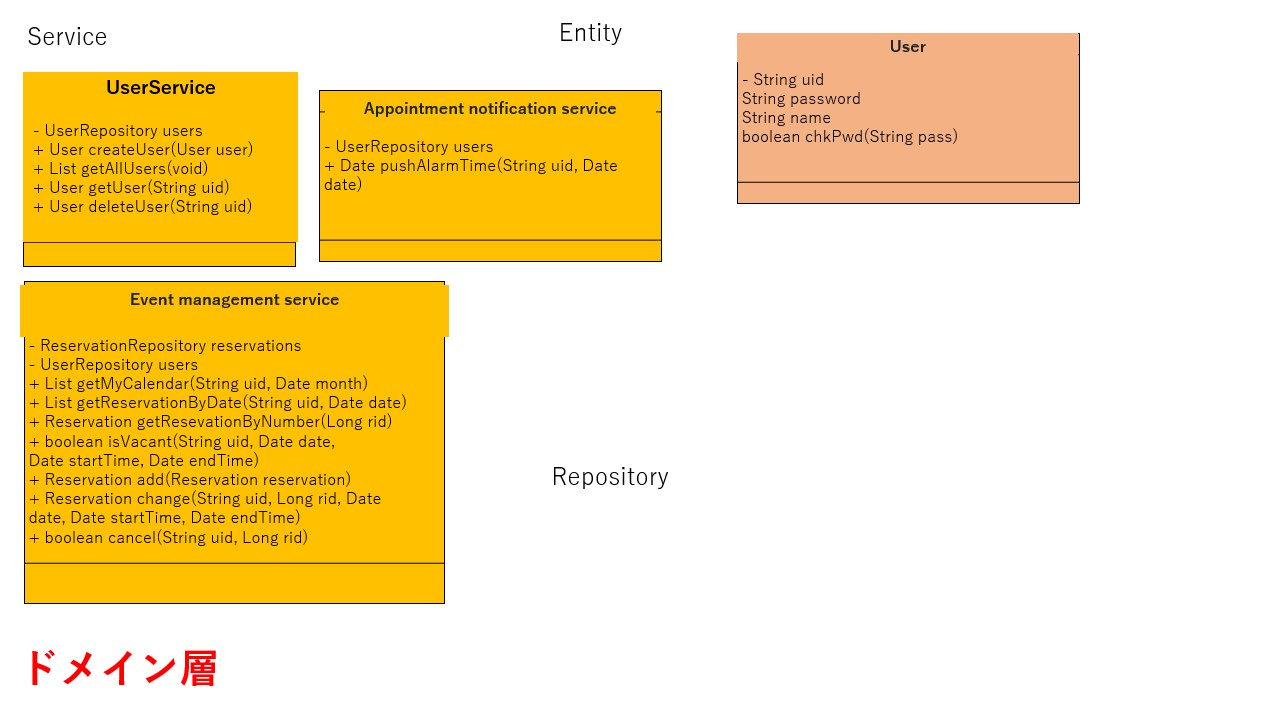 Service
UserService
- UserRepository users
+ User createUser(User user)
+ List getAllUsers(void)
+ User getUser(String uid)
+ User deleteUser(String uid)
Appointment notification service
- UserRepository users
+ Date pushAlarmTime(String uid, Date
date)
Event management service
- ReservationRepository reservations
- UserRepository users
+ List getMyCalendar(String uid, Date month)
+ List getReservationByDate(String uid, Date date)
+ Reservation getResevationByNumber(Long rid)
+ boolean isVacant(String uid, Date date,
Date startTime, Date endTime)
+ Reservation add(Reservation reservation)
+ Reservation change(String uid, Long rid, Date
date, Date startTime, Date endTime)
+ boolean cancel(String uid, Long rid)
Entity
User
- String uid
String password
String name
boolean chkPwd(String pass)
Repository
ドメイン層